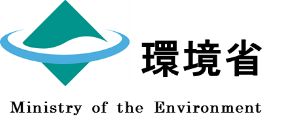 環境省
Ministry of the Environment